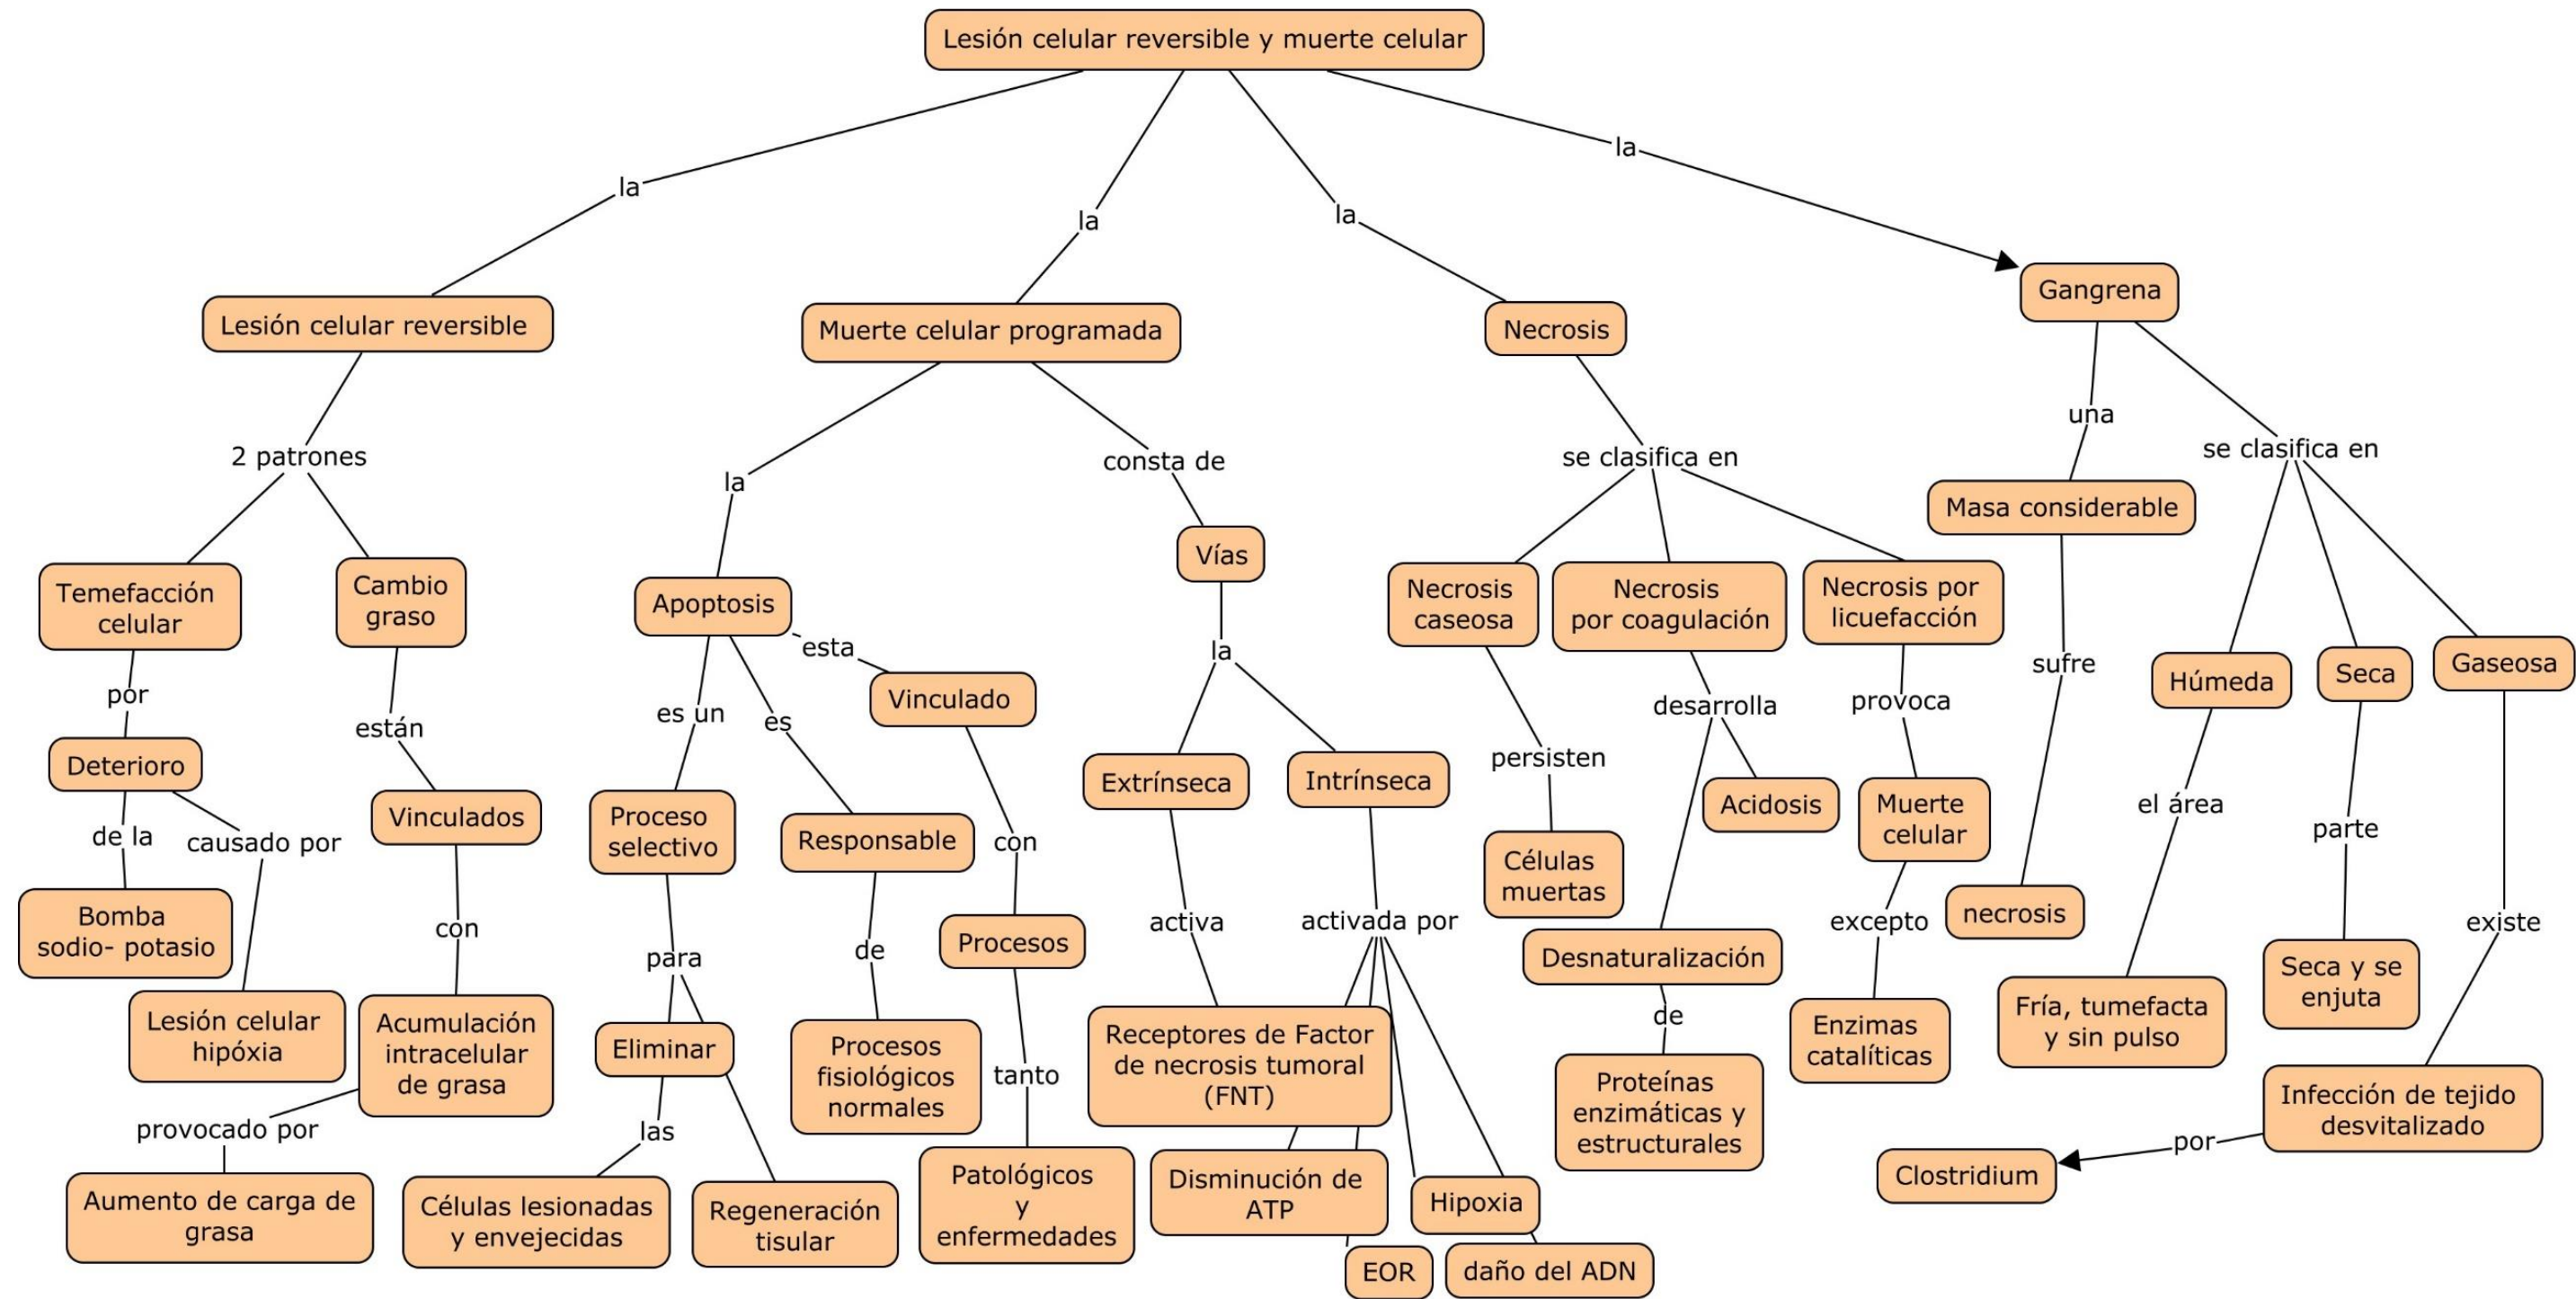 Lesión celular reversible y muerte celular
la
la
la
la
Lesión celular reversible
Muerte celular programada
Necrosis
Gangrena
2 patrones
Temefacción
celular
por
Deterioro
de la
Bomba
sodio- potasio
causado por
Lesión celular
hipóxia
Cambio
graso
están
Vinculados
con
Acumulación
intracelular
de grasa
provocado por
Aumento de carga de
grasa
la
Apoptosis
es un
Proceso
selectivo
para
Eliminar
las
Células lesionadas
y envejecidas
Regeneración
tisular
es
Responsable
de
Procesos
fisiológicos
normales
esta
Vinculado
con
Procesos
tanto
Patológicos
y
enfermedades
consta de
Vías
la
Extrínseca
activa
Receptores de Factor
de necrosis tumoral
(FNT)
Intrínseca
activada por
Disminución de
ATP
EOR
Hipoxia
daño del ADN
se clasifica en
Necrosis
caseosa
persisten
Células
muertas
Necrosis
por coagulación
desarrolla
Acidosis
Desnaturalización
de
Proteínas
enzimáticas y
estructurales
Necrosis por
licuefacción
provoca
Muerte
celular
excepto
Enzimas
catalíticas
una
Masa considerable
sufre
necrosis
se clasifica en
Húmeda
el área
Fría, tumefacta
y sin pulso
Seca
parte
Seca y se
enjuta
Gaseosa
existe
Infección de tejido
desvitalizado
por
Clostridium